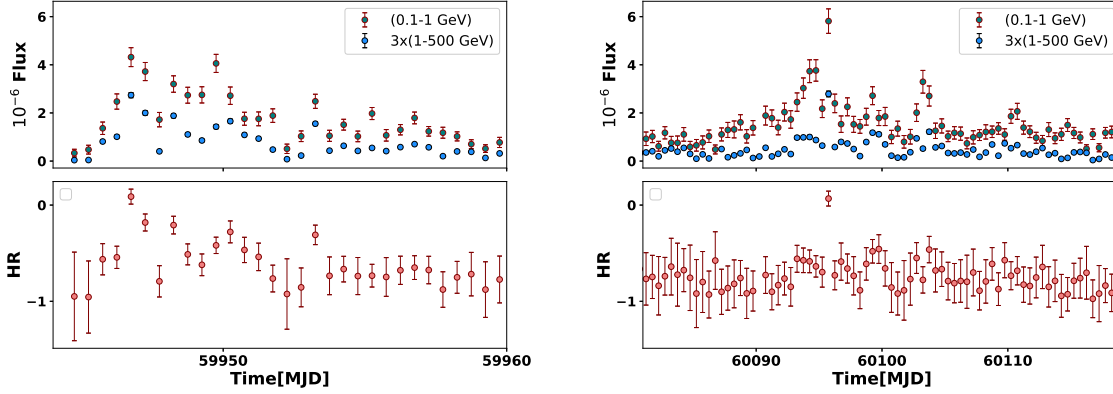 6
4
2
0
10⁻⁶ Flux
(0.1-1 GeV)
3x(1-500 GeV)
0
−1
HR
59950
59960
Time[MJD]
6
4
2
0
10⁻⁶ Flux
(0.1-1 GeV)
3x(1-500 GeV)
0
−1
HR
60090
60100
60110
Time[MJD]